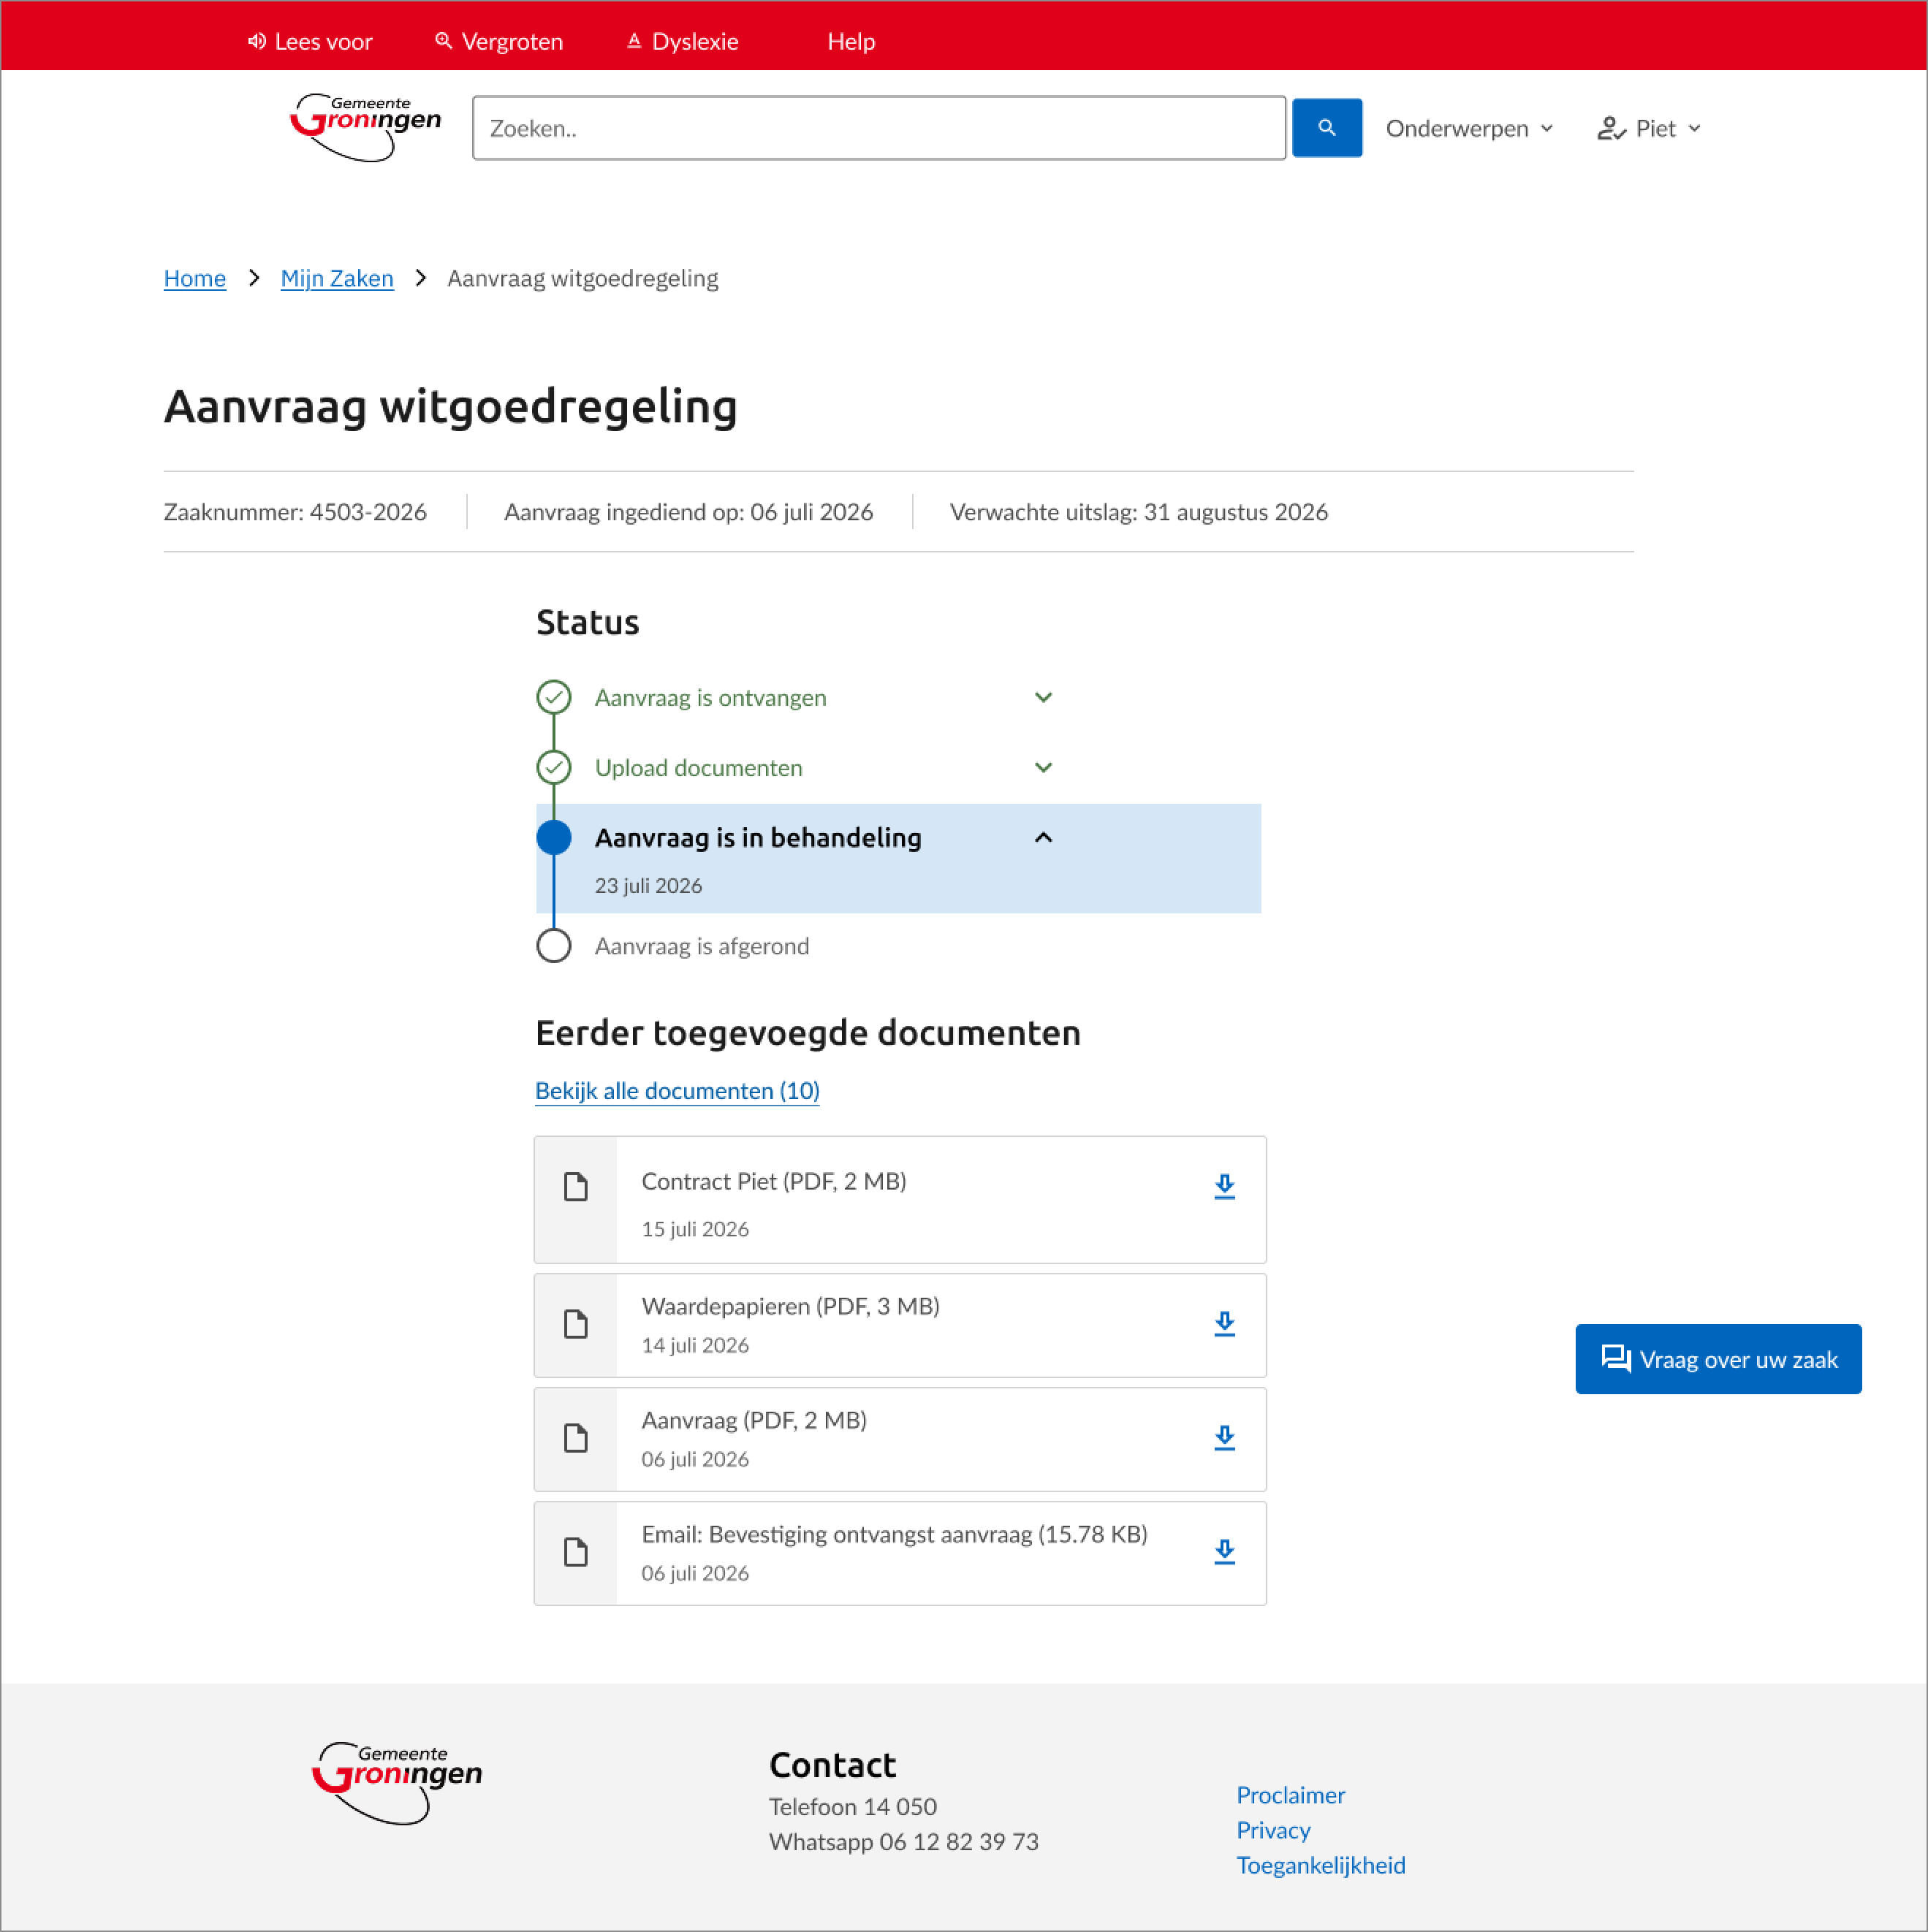 Lees voor Vergroten Dyslexie Help
Gemeente
Groningen
Zoeken..
Onderwerpen Piet
Home > Mijn Zaken > Aanvraag witgoedregeling
Aanvraag witgoedregeling
Zaaknummer: 4503-2026 Aanvraag ingediend op: 06 juli 2026 Verwachte uitslag: 31 augustus 2026
Status
Aanvraag is ontvangen
Upload documenten
Aanvraag is in behandeling
23 juli 2026
Aanvraag is afgerond
Eerder toegevoegde documenten
Bekijk alle documenten (10)
Contract Piet (PDF, 2 MB)
15 juli 2026
Waardepapieren (PDF, 3 MB)
14 juli 2026
Vraag over uw zaak
Aanvraag (PDF, 2 MB)
06 juli 2026
Email: Bevestiging ontvangst aanvraag (15.78 KB)
06 juli 2026
Gemeente
Groningen
Contact
Telefoon 14 050
Whatsapp 06 12 82 39 73
Proclaimer
Privacy
Toegankelijkheid